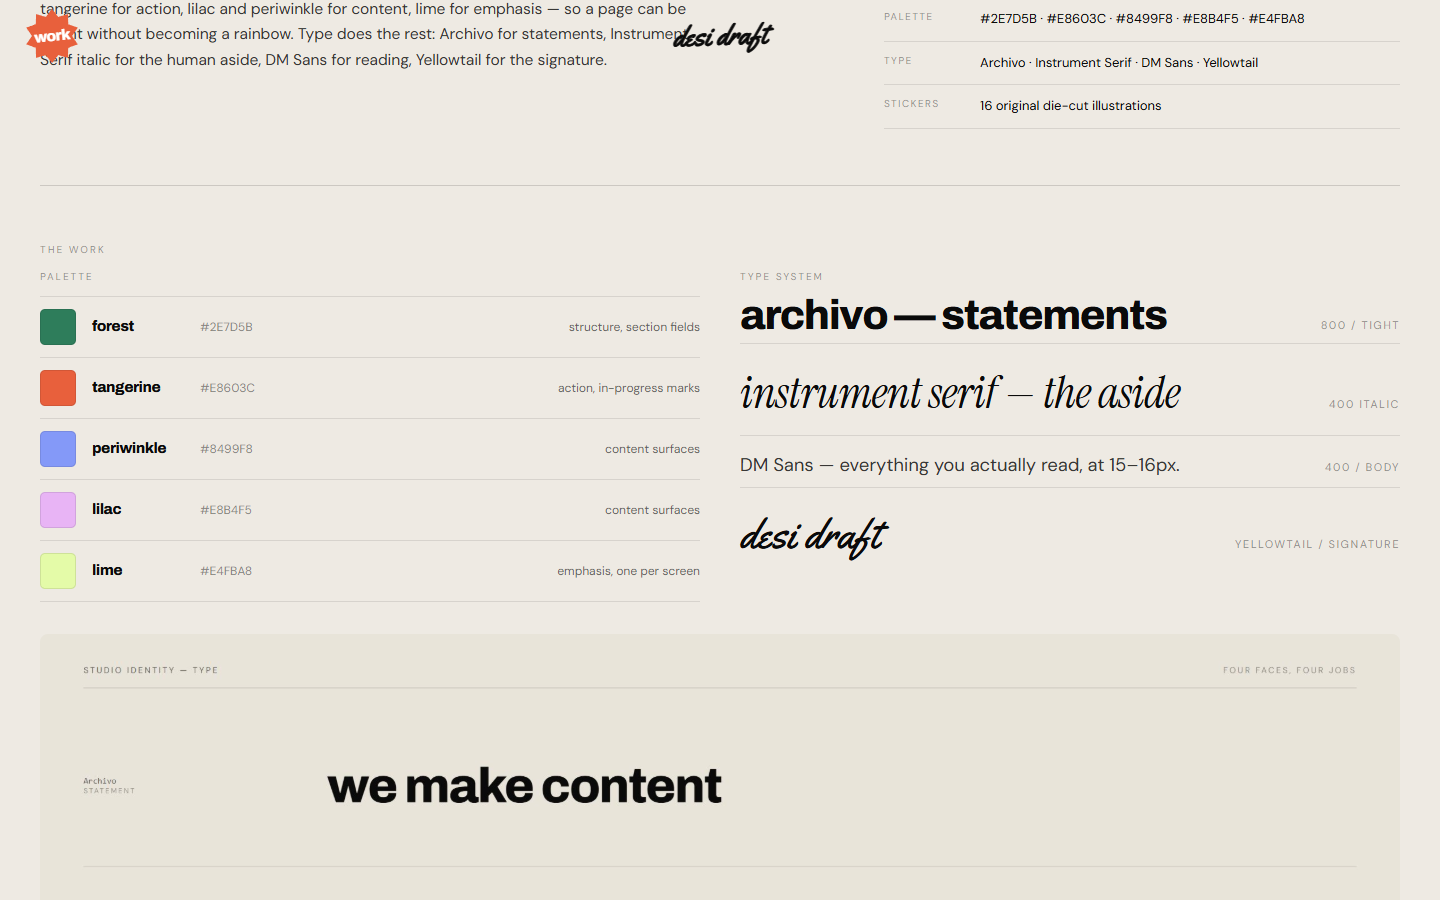 tangerine for action, lilac and periwinkle for content, lime for emphasis — so a page can be
work
t without becoming a rainbow. Type does the rest: Archivo for statements, Instrument
desi draft
Serif italic for the human aside, DM Sans for reading, Yellowtail for the signature.
PALETTE #2E7D5B · #E8603C · #8499F8 · #E8B4F5 · #E4FBA8
TYPE Archivo · Instrument Serif · DM Sans · Yellowtail
STICKERS 16 original die-cut illustrations
THE WORK
PALETTE
forest #2E7D5B structure, section fields
tangerine #E8603C action, in-progress marks
periwinkle #8499F8 content surfaces
lilac #E8B4F5 content surfaces
lime #E4FBA8 emphasis, one per screen
TYPE SYSTEM
archivo — statements 800 / TIGHT
instrument serif — the aside 400 ITALIC
DM Sans — everything you actually read, at 15–16px. 400 / BODY
desi draft YELLOWTAIL / SIGNATURE
STUDIO IDENTITY — TYPE FOUR FACES, FOUR JOBS
Archivo
STATEMENT
we make content